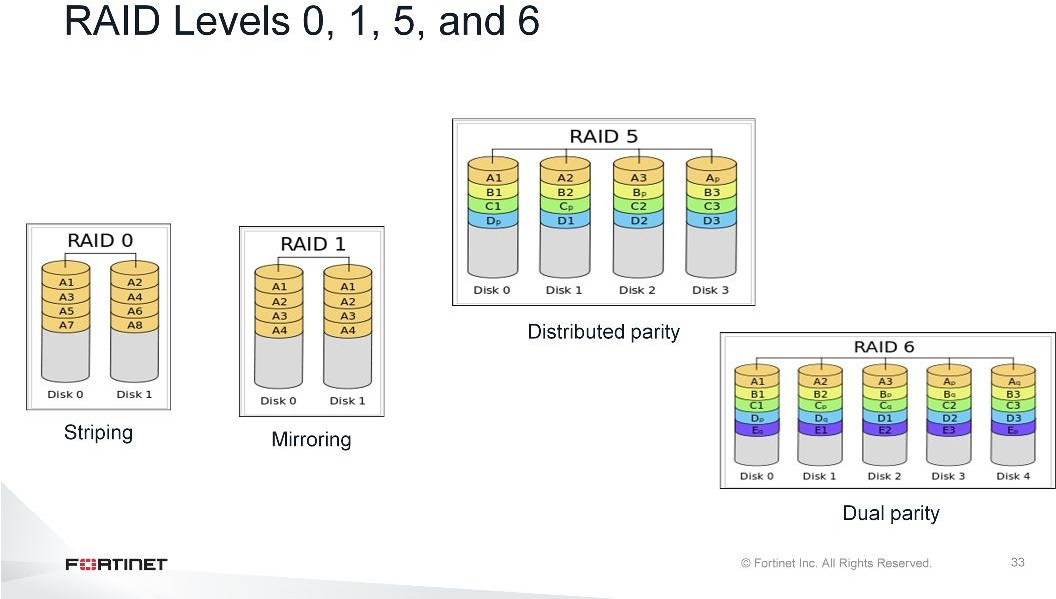 RAID Levels 0, 1, 5, and 6
RAID 0
A1 A2
A3 A4
A5 A6
A7 A8
Disk 0 Disk 1
Striping
RAID 1
A1 A1
A2 A2
A3 A3
A4 A4
Disk 0 Disk 1
Mirroring
RAID 5
A1 A2 A3 Ap
B1 B2 Bp B3
C1 Cp C2 C3
Dp D1 D2 D3
Disk 0 Disk 1 Disk 2 Disk 3
Distributed parity
RAID 6
A1 A2 A3 Ap Aq
B1 B2 Bp Bq B3
C1 Cp Cq C2 C3
Dp Dq D1 D2 D3
Eq E1 E2 E3 Ep
Disk 0 Disk 1 Disk 2 Disk 3 Disk 4
Dual parity
FORTINET
© Fortinet Inc. All Rights Reserved. 33